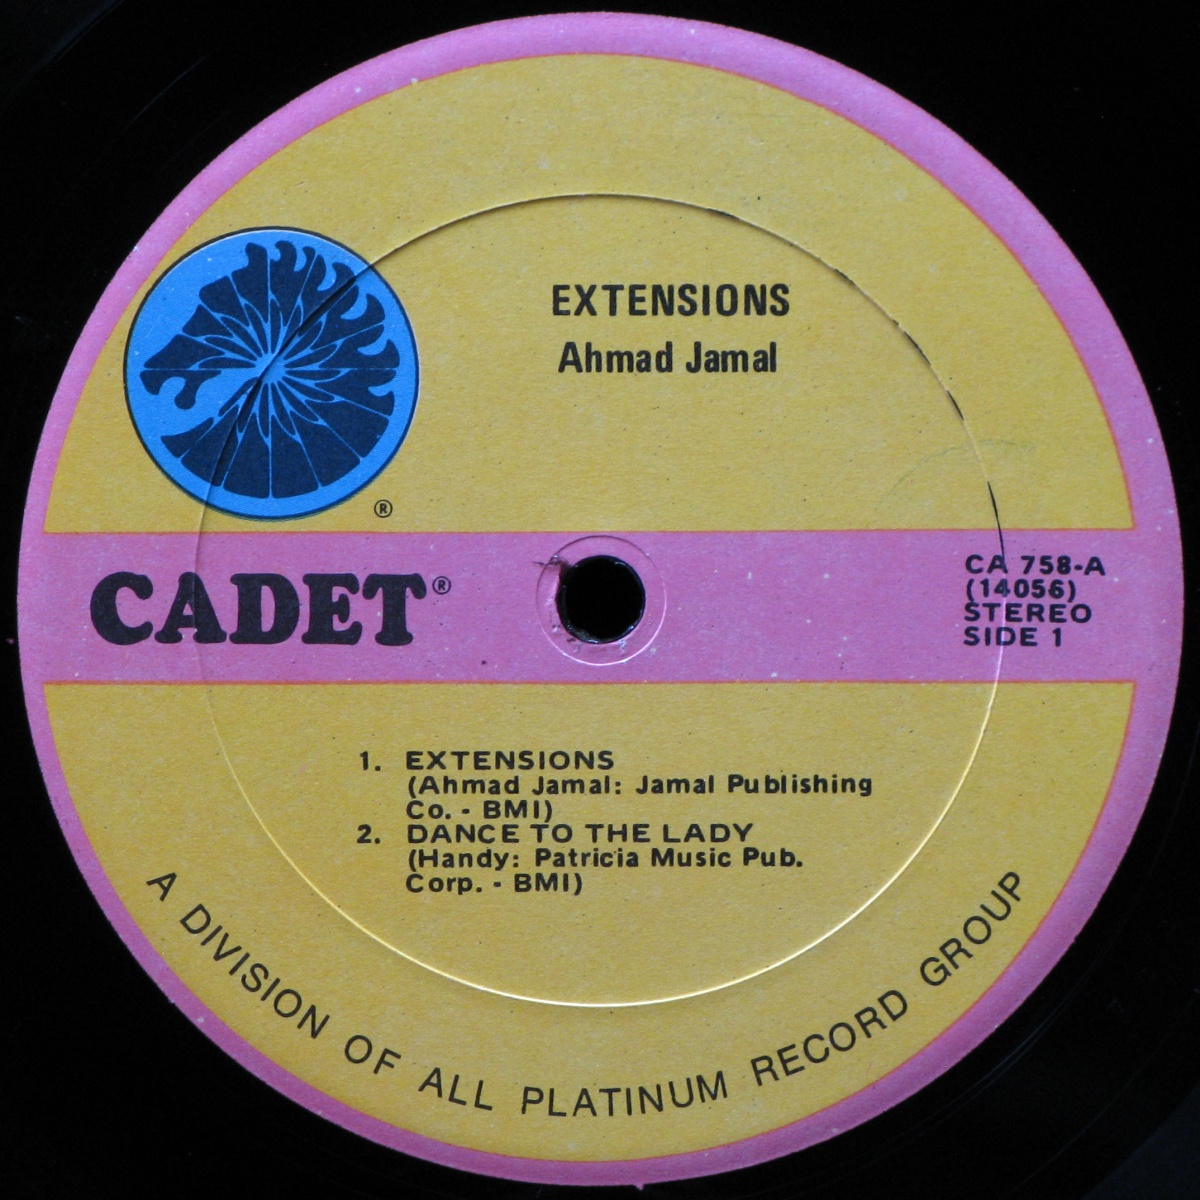 EXTENSIONS
Ahmad Jamal
®
CADET®
CA 758-A
(14056)
STEREO
SIDE 1
1. EXTENSIONS
(Ahmad Jamal: Jamal Publishing
Co. - BMI)
2. DANCE TO THE LADY
(Handy: Patricia Music Pub.
Corp. - BMI)
A DIVISION OF ALL PLATINUM RECORD GROUP